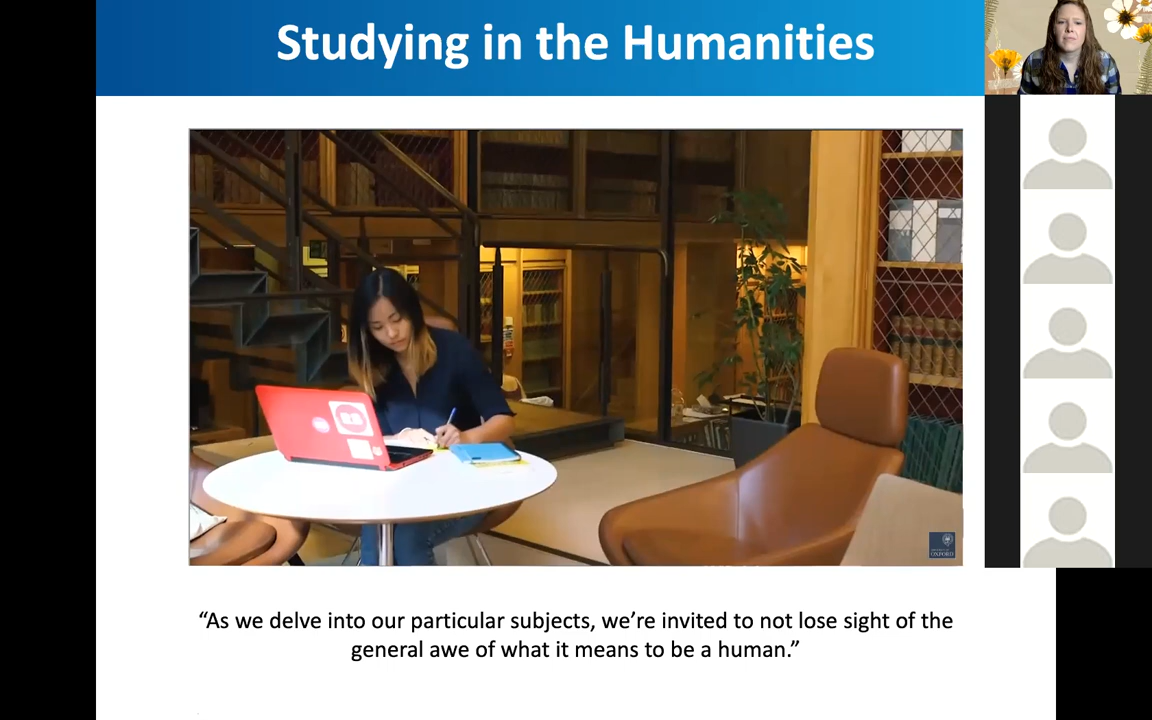 Studying in the Humanities
“As we delve into our particular subjects, we’re invited to not lose sight of the
general awe of what it means to be a human.”
OXFORD